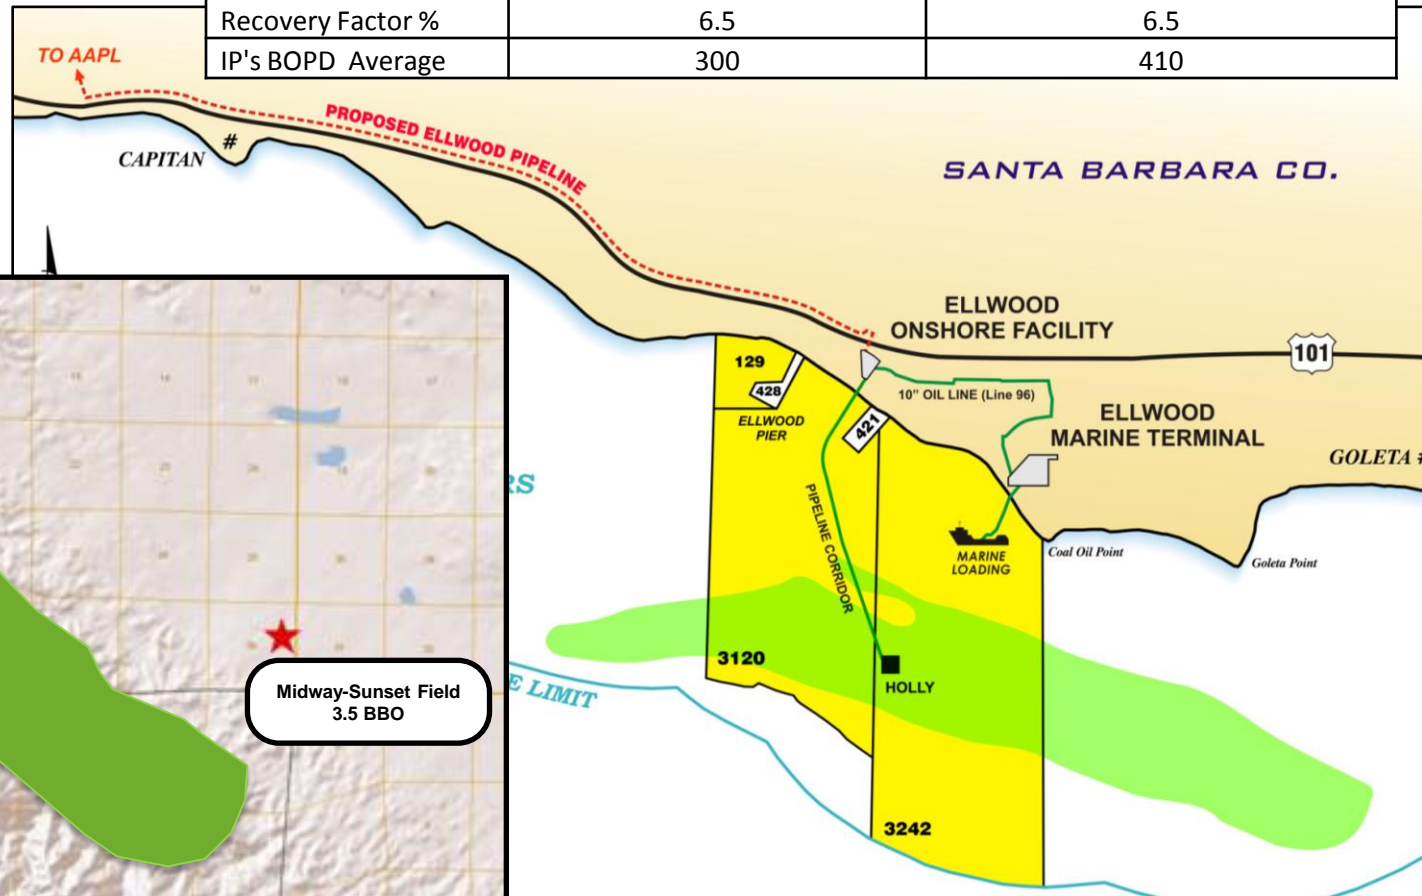 Recovery Factor % 6.5 6.5
IP's BOPD Average 300 410
TO AAPL
PROPOSED ELLWOOD PIPELINE
#
CAPITAN
SANTA BARBARA CO.
ELLWOOD
ONSHORE FACILITY
101
129
428
ELLWOOD
PIER
421
10" OIL LINE (Line 96)
ELLWOOD
MARINE TERMINAL
GOLETA #
RS
PIPELINE CORRIDOR
MARINE
LOADING
Coal Oil Point
Goleta Point
3120
HOLLY
E LIMIT
3242
Midway-Sunset Field
3.5 BBO